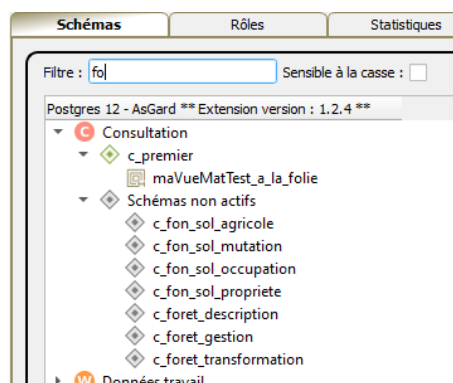 Schémas Rôles Statistiques
Filtre : fo Sensible à la casse :
Postgres 12 - AsGard ** Extension version : 1.2.4 **
C Consultation
c_premier
maVueMatTest_a_la_folie
Schémas non actifs
c_fon_sol_agricole
c_fon_sol_mutation
c_fon_sol_occupation
c_fon_sol_propriete
c_foret_description
c_foret_gestion
c_foret_transformation
W Données travail